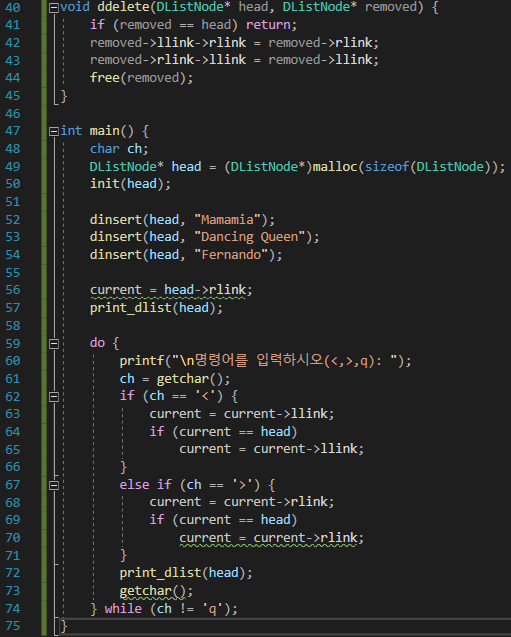 40 void ddelete(DListNode* head, DListNode* removed) {
41 if (removed == head) return;
42 removed->llink->rlink = removed->rlink;
43 removed->rlink->llink = removed->llink;
44 free(removed);
45 }
46
47 int main() {
48 char ch;
49 DListNode* head = (DListNode*)malloc(sizeof(DListNode));
50 init(head);
51
52 dinsert(head, "Mamamia");
53 dinsert(head, "Dancing Queen");
54 dinsert(head, "Fernando");
55
56 current = head->rlink;
57 print_dlist(head);
58
59 do {
60 printf("\n명령어를 입력하시오(<,>,q): ");
61 ch = getchar();
62 if (ch == '<') {
63 current = current->llink;
64 if (current == head)
65 current = current->llink;
66 }
67 else if (ch == '>') {
68 current = current->rlink;
69 if (current == head)
70 current = current->rlink;
71 }
72 print_dlist(head);
73 getchar();
74 } while (ch != 'q');
75 }